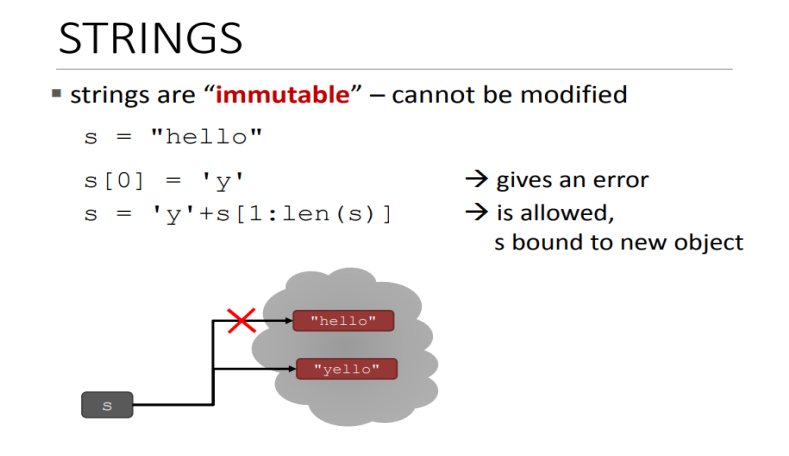 STRINGS
▪ strings are “immutable” – cannot be modified
s = "hello"
s[0] = 'y' → gives an error
s = 'y'+s[1:len(s)] → is allowed,
s bound to new object
"hello"
"yello"
s